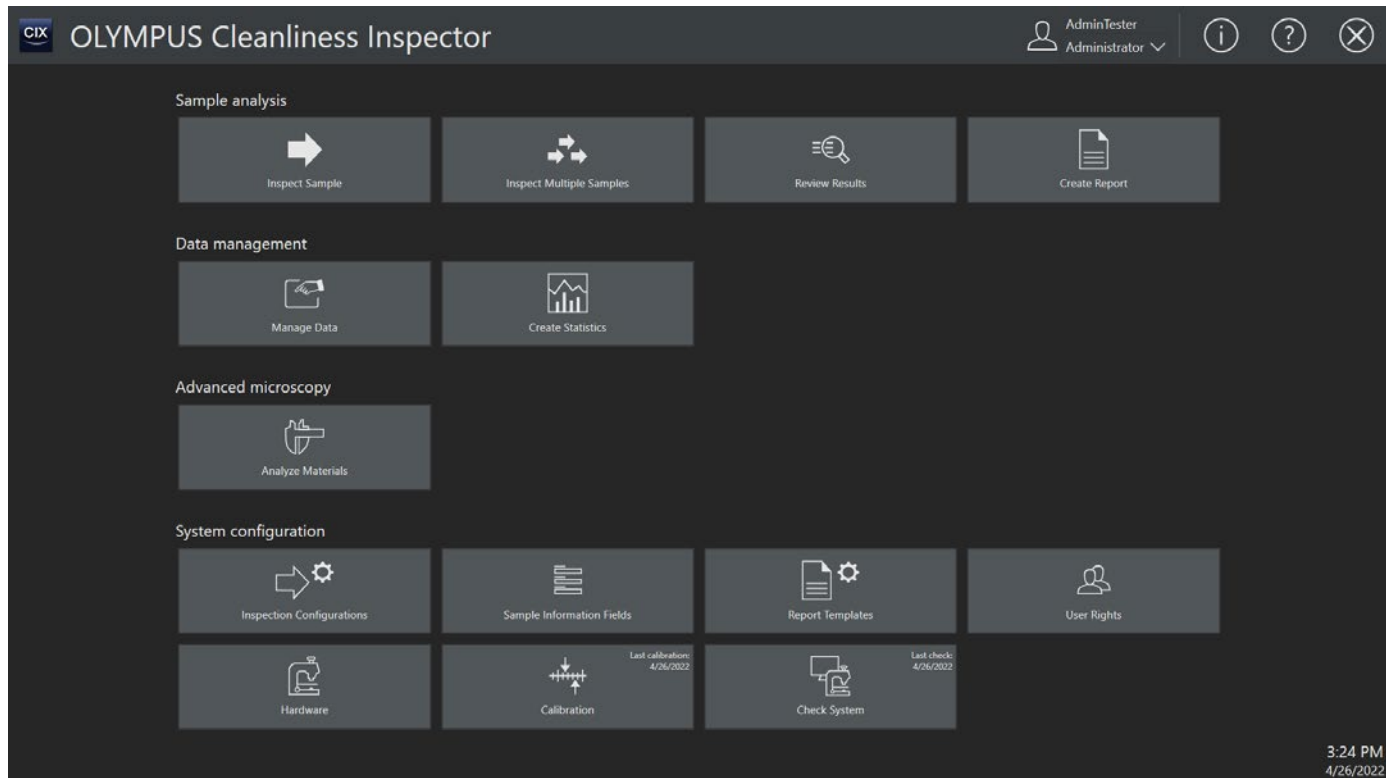 CIX
OLYMPUS Cleanliness Inspector
AdminTester
Administrator
Sample analysis
Inspect Sample
Inspect Multiple Samples
Review Results
Create Report
Data management
Manage Data
Create Statistics
Advanced microscopy
Analyze Materials
System configuration
Inspection Configurations
Sample Information Fields
Report Templates
User Rights
Hardware
Last calibration:
4/26/2022
Calibration
Last check:
4/26/2022
Check System
3:24 PM
4/26/2022